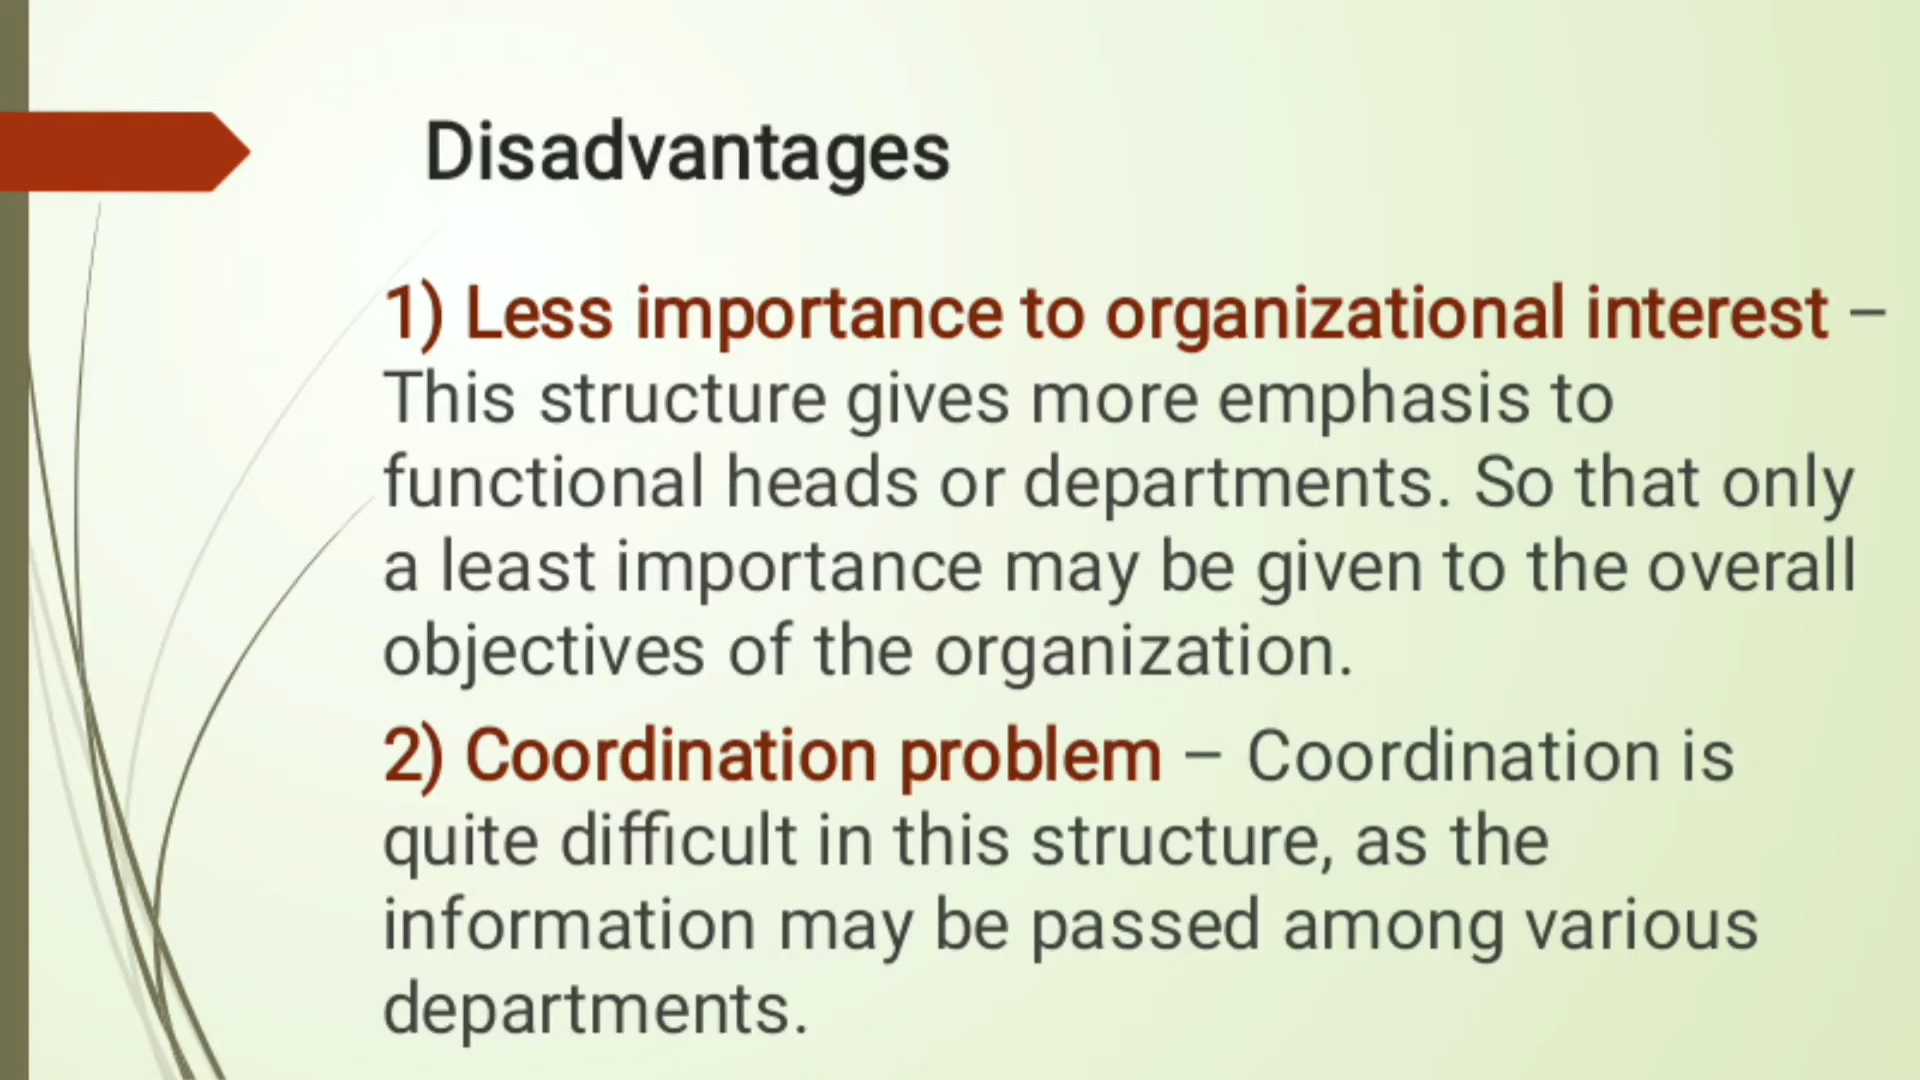 Disadvantages
1) Less importance to organizational interest –
This structure gives more emphasis to
functional heads or departments. So that only
a least importance may be given to the overall
objectives of the organization.
2) Coordination problem – Coordination is
quite difficult in this structure, as the
information may be passed among various
departments.